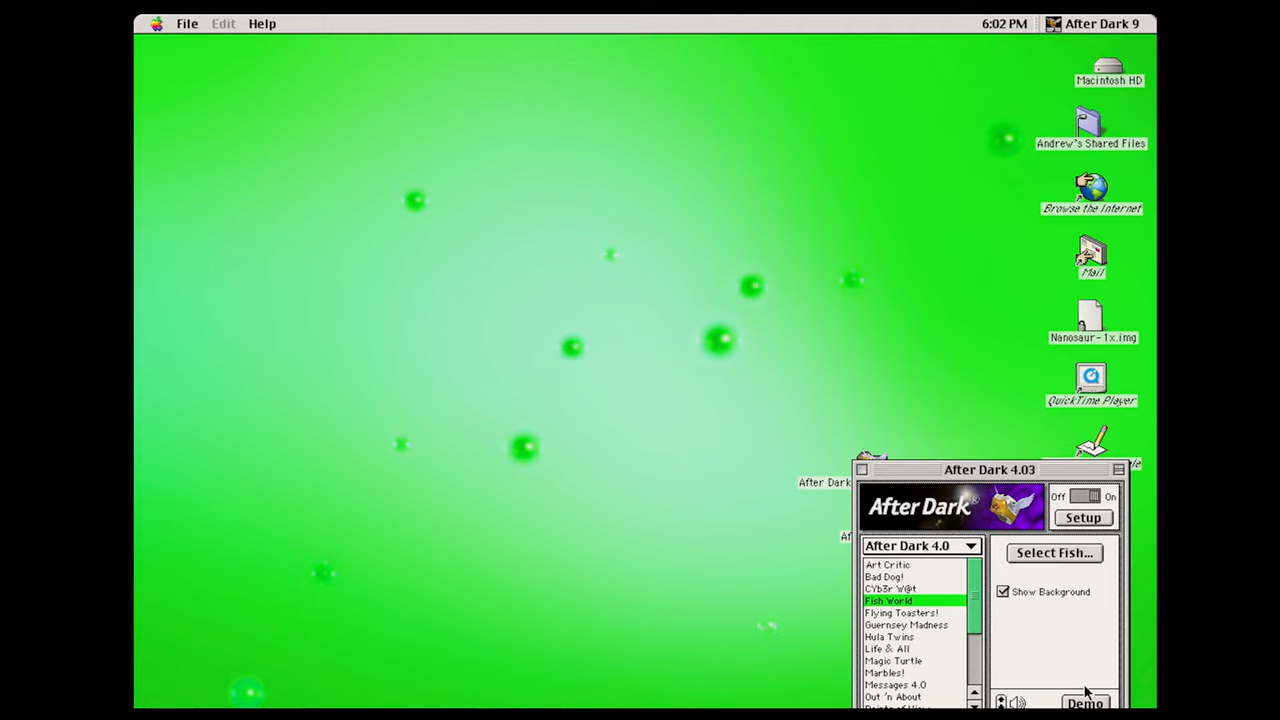 File Edit Help
6:02 PM After Dark 9
Macintosh HD
Andrew's Shared Files
Browse the Internet
Mail
Nanosaur-1x.img
QuickTime Player
After Dark
Af
After Dark 4.03
After Dark®
Off On
Setup
After Dark 4.0
Art Critic
Bad Dog!
CYb3r W@t
Fish World
Flying Toasters!
Guernsey Madness
Hula Twins
Life & All
Magic Turtle
Marbles!
Messages 4.0
Out 'n About
Select Fish...
Show Background
Demo